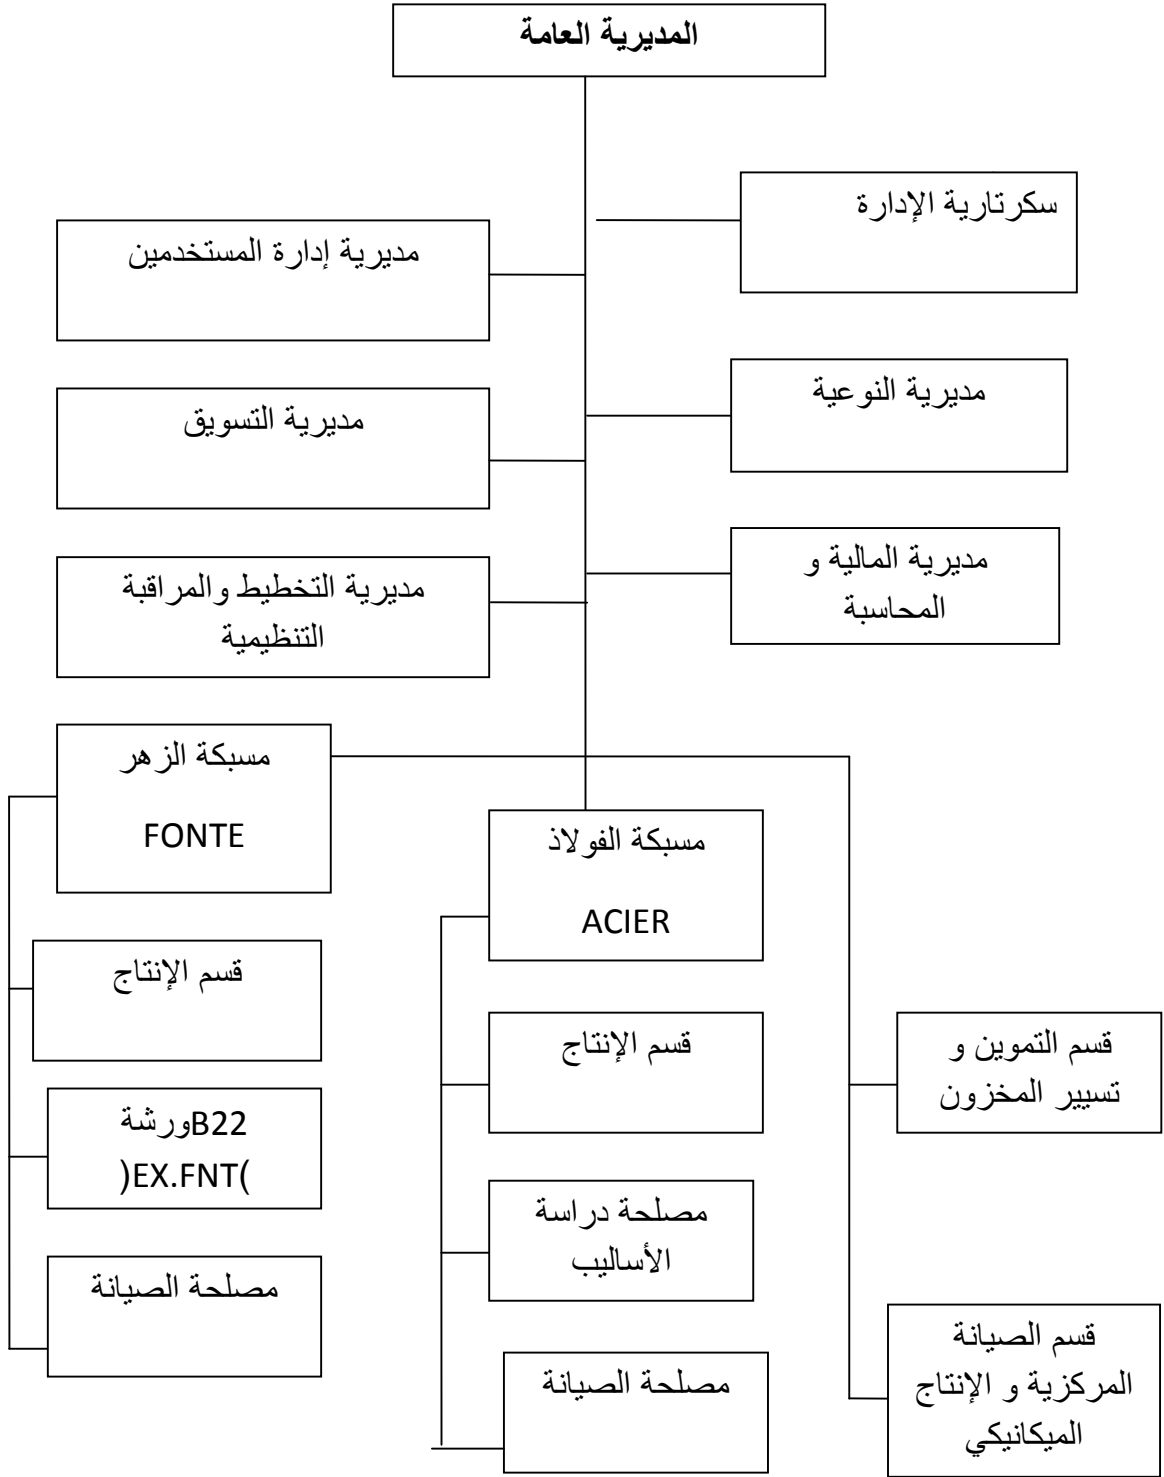 المديرية العامة
سكرتارية الإدارة
مديرية إدارة المستخدمين
مديرية النوعية
مديرية التسويق
مديرية المالية و
المحاسبة
مديرية التخطيط والمراقبة
التنظيمية
مسبكة الزهر
FONTE
مسبكة الفولاذ
ACIER
قسم الإنتاج
قسم الإنتاج
قسم التموين و
تسيير المخزون
B22ورشة
)EX.FNT(
مصلحة دراسة
الأساليب
مصلحة الصيانة
مصلحة الصيانة
قسم الصيانة
المركزية و الإنتاج
الميكانيكي